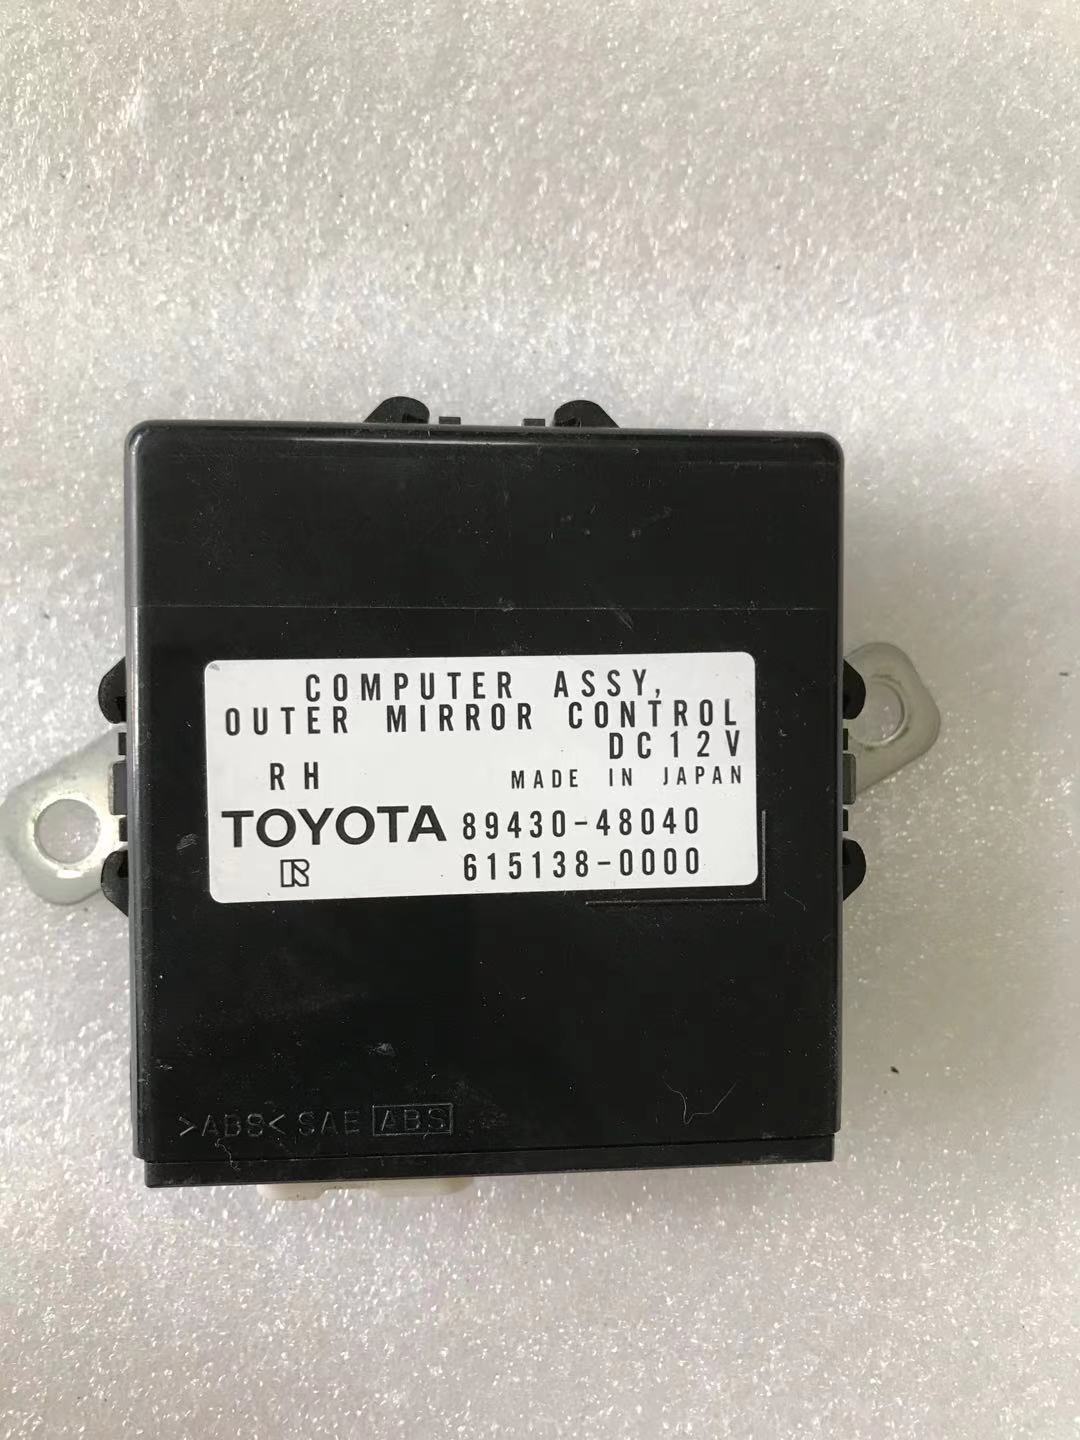 COMPUTER ASSY,
OUTER MIRROR CONTROL
DC12V
RH MADE IN JAPAN
TOYOTA 89430-48040
R 615138-0000
>ABS< SAE ABS